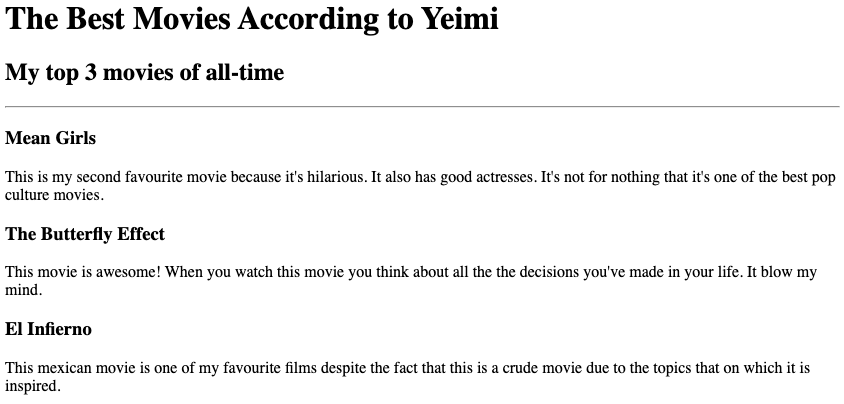 The Best Movies According to Yeimi
My top 3 movies of all-time
Mean Girls
This is my second favourite movie because it's hilarious. It also has good actresses. It's not for nothing that it's one of the best pop
culture movies.
The Butterfly Effect
This movie is awesome! When you watch this movie you think about all the the decisions you've made in your life. It blow my
mind.
El Infierno
This mexican movie is one of my favourite films despite the fact that this is a crude movie due to the topics that on which it is
inspired.